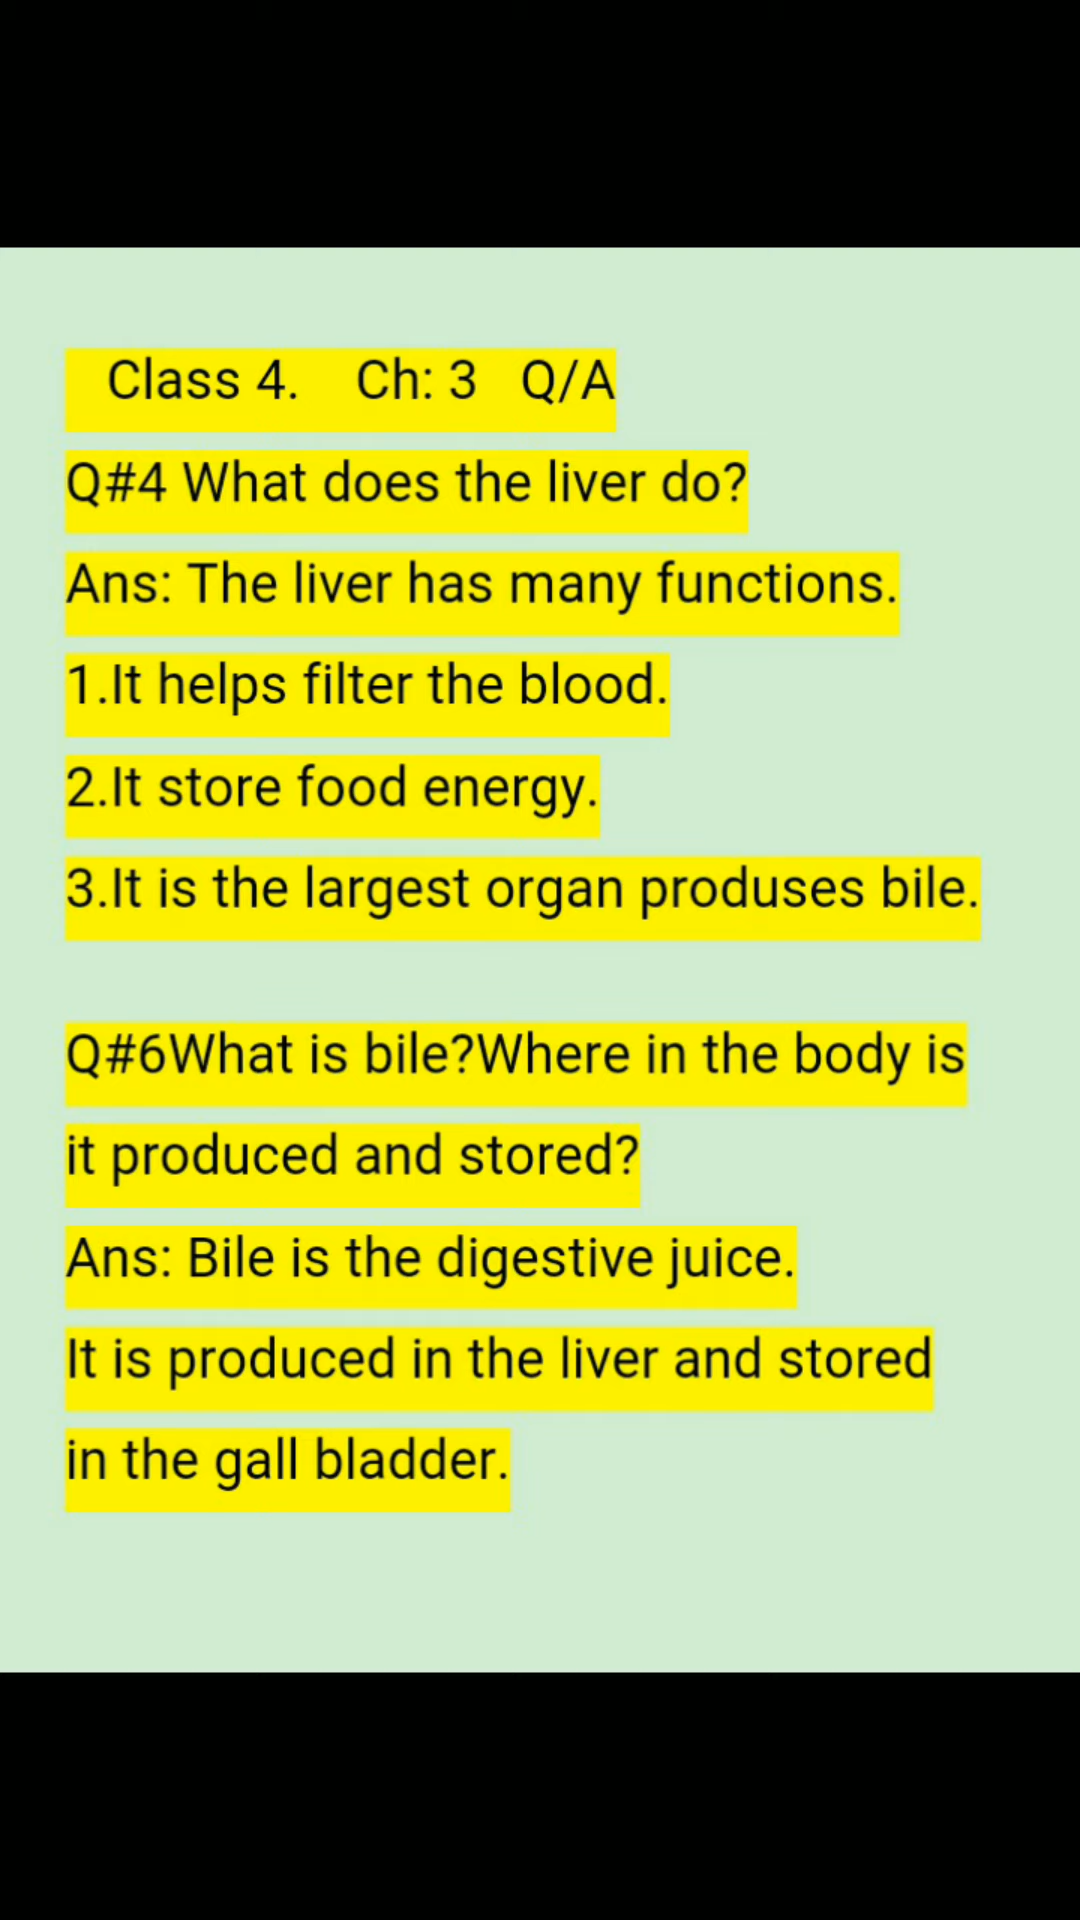 Class 4. Ch: 3 Q/A
Q#4 What does the liver do?
Ans: The liver has many functions.
1.It helps filter the blood.
2.It store food energy.
3.It is the largest organ produses bile.
Q#6What is bile?Where in the body is
it produced and stored?
Ans: Bile is the digestive juice.
It is produced in the liver and stored
in the gall bladder.